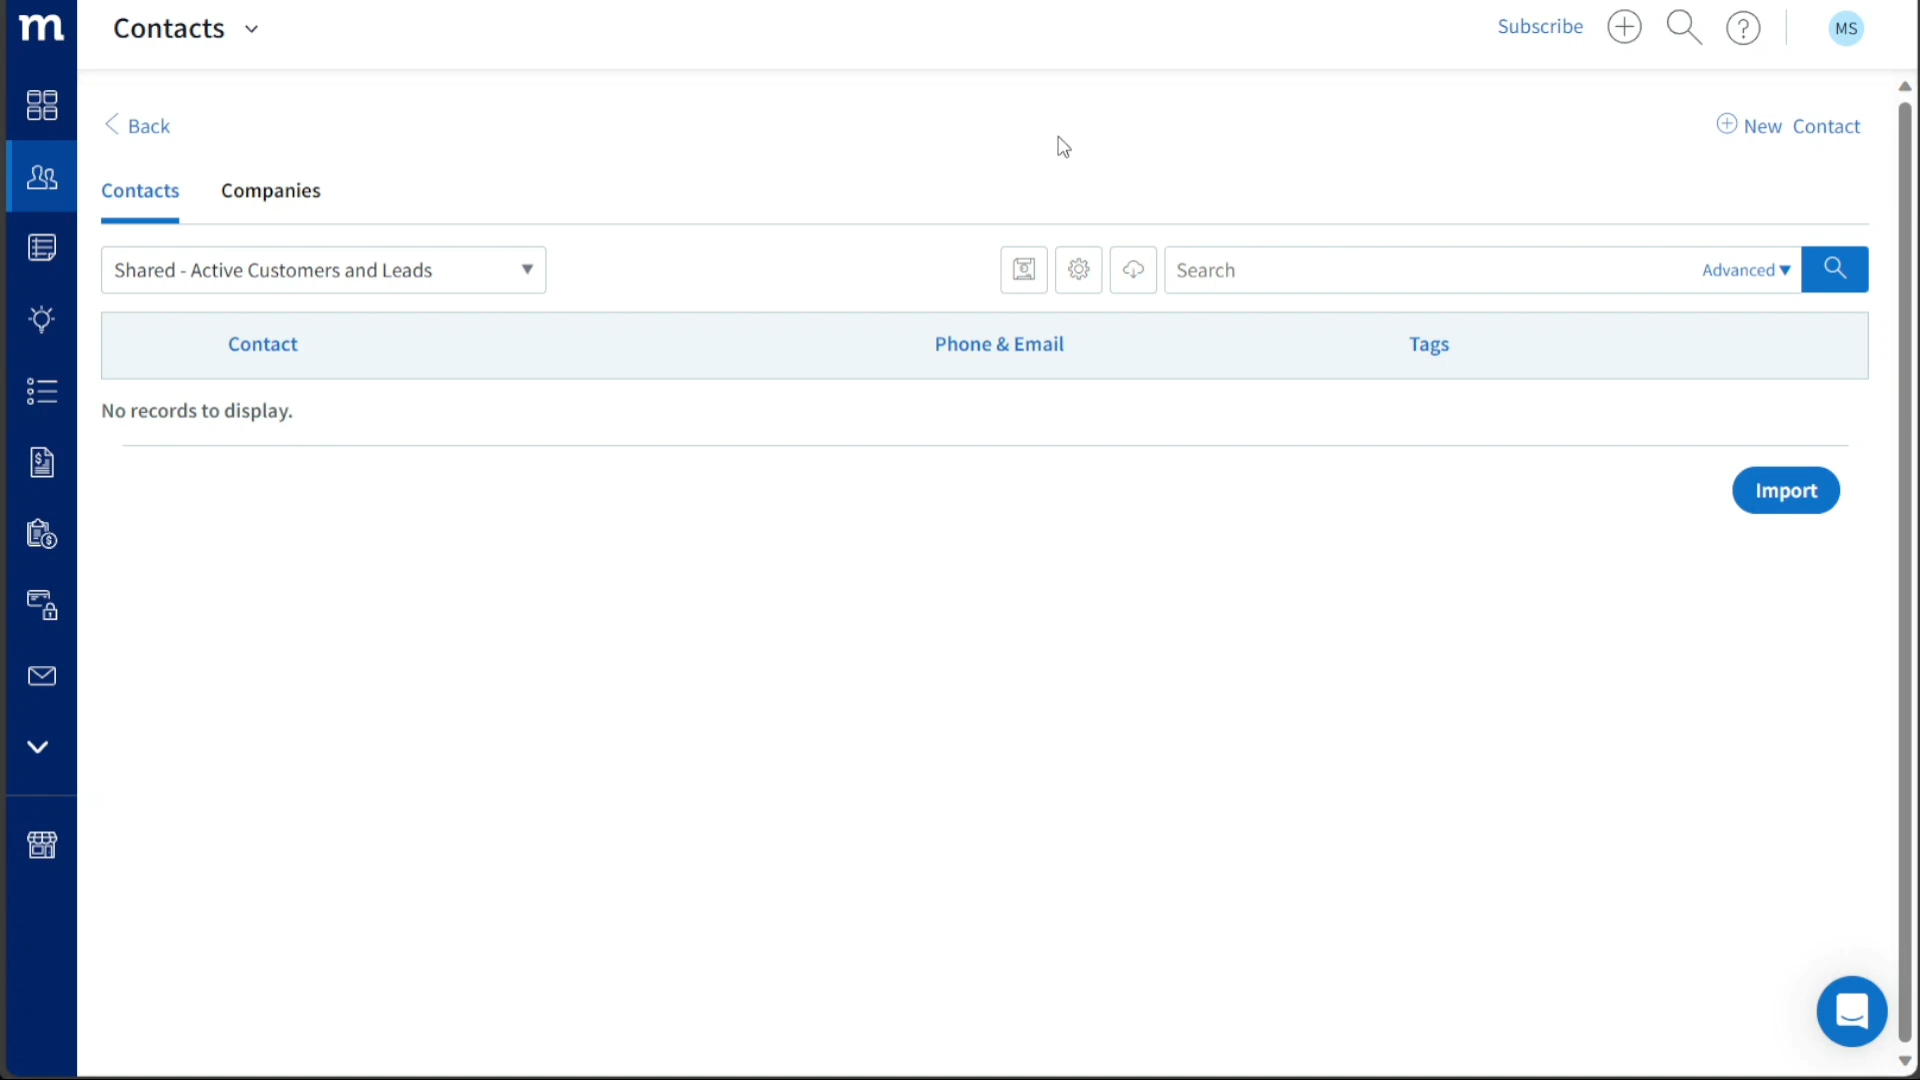 m
Contacts
Subscribe
?
MS
Back
New Contact
Contacts
Companies
Shared - Active Customers and Leads
Search
Advanced
Contact
Phone & Email
Tags
No records to display.
Import